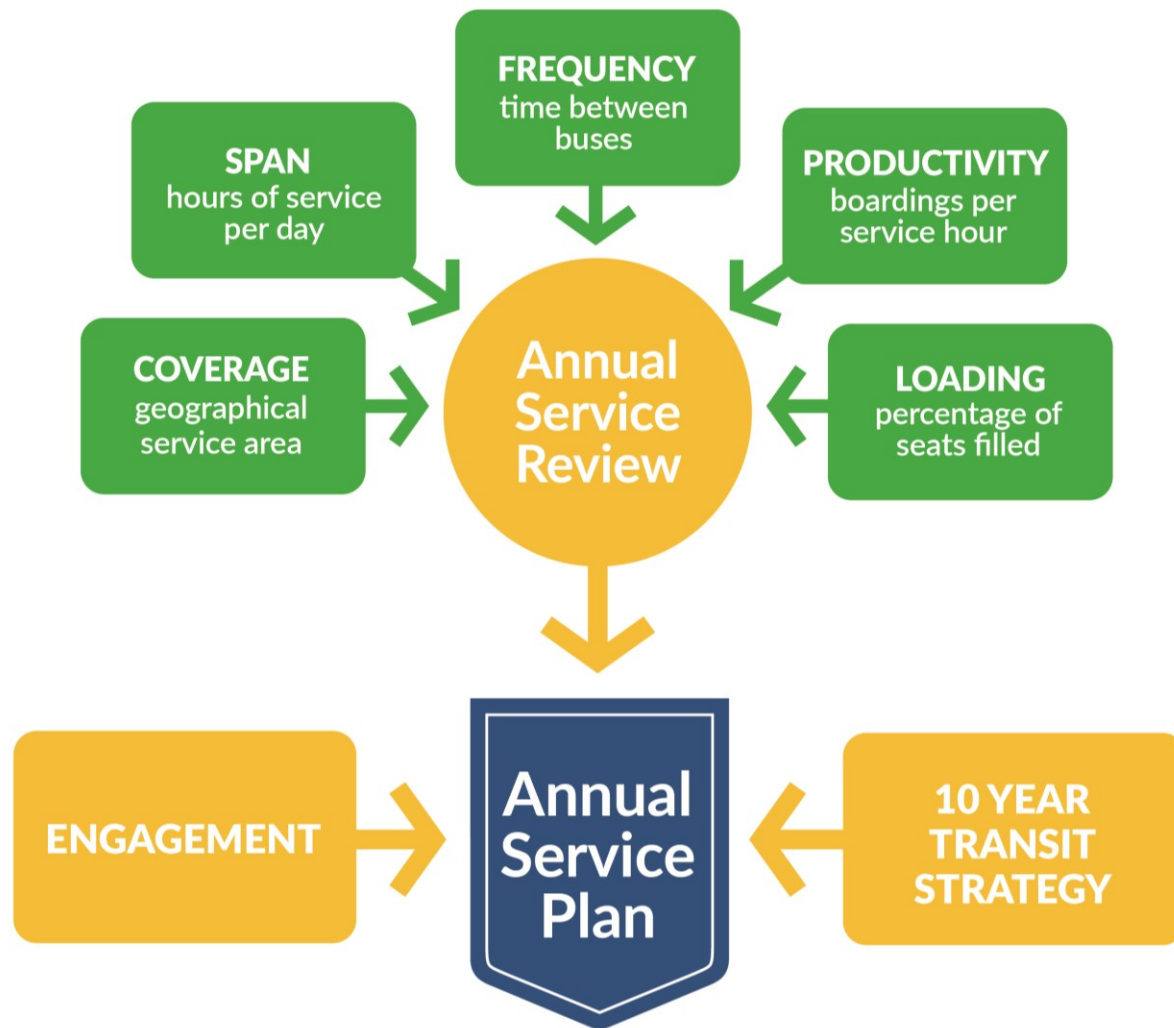 FREQUENCY
time between
buses
SPAN
hours of service
per day
PRODUCTIVITY
boardings per
service hour
COVERAGE
geographical
service area
Annual
Service
Review
LOADING
percentage of
seats filled
ENGAGEMENT
Annual
Service
Plan
10 YEAR
TRANSIT
STRATEGY